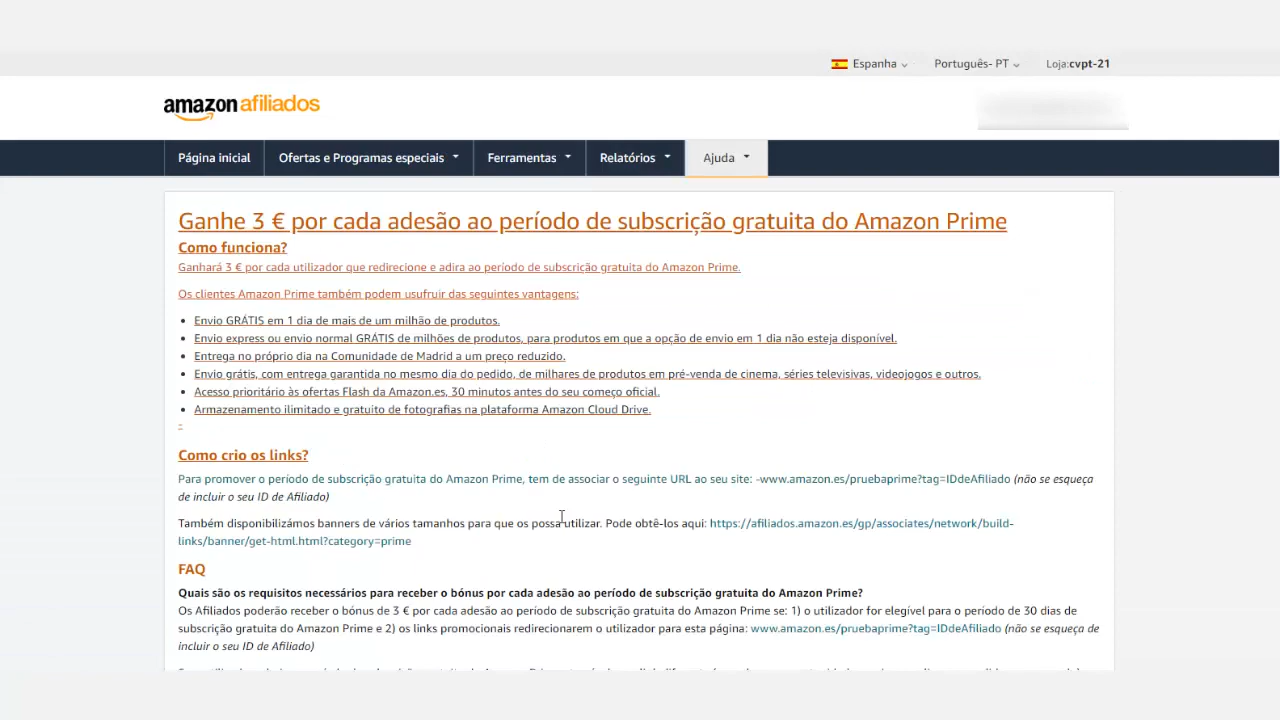 Espanha
Português- PT
Loja:cvpt-21
amazon afiliados
Página inicial
Ofertas e Programas especiais
Ferramentas
Relatórios
Ajuda
Ganhe 3 € por cada adesão ao período de subscrição gratuita do Amazon Prime
Como funciona?
Ganhará 3 € por cada utilizador que redirecione e adira ao período de subscrição gratuita do Amazon Prime.
Os clientes Amazon Prime também podem usufruir das seguintes vantagens:
Envio GRÁTIS em 1 dia de mais de um milhão de produtos.
Envio express ou envio normal GRÁTIS de milhões de produtos, para produtos em que a opção de envio em 1 dia não esteja disponível.
Entrega no próprio dia na Comunidade de Madrid a um preço reduzido.
Envio grátis, com entrega garantida no mesmo dia do pedido, de milhares de produtos em pré-venda de cinema, séries televisivas, videojogos e outros.
Acesso prioritário às ofertas Flash da Amazon.es, 30 minutos antes do seu começo oficial.
Armazenamento ilimitado e gratuito de fotografias na plataforma Amazon Cloud Drive.
-
Como crio os links?
Para promover o período de subscrição gratuita do Amazon Prime, tem de associar o seguinte URL ao seu site: -www.amazon.es/pruebaprime?tag=IDdeAfiliado (não se esqueça
de incluir o seu ID de Afiliado)
Também disponibilizámos banners de vários tamanhos para que os possa utilizar. Pode obtê-los aqui: https://afiliados.amazon.es/gp/associates/network/build-
links/banner/get-html.html?category=prime
FAQ
Quais são os requisitos necessários para receber o bónus por cada adesão ao período de subscrição gratuita do Amazon Prime?
Os Afiliados poderão receber o bónus de 3 € por cada adesão ao período de subscrição gratuita do Amazon Prime se: 1) o utilizador for elegível para o período de 30 dias de
subscrição gratuita do Amazon Prime e 2) os links promocionais redirecionarem o utilizador para esta página: www.amazon.es/pruebaprime?tag=IDdeAfiliado (não se esqueça de
incluir o seu ID de Afiliado)